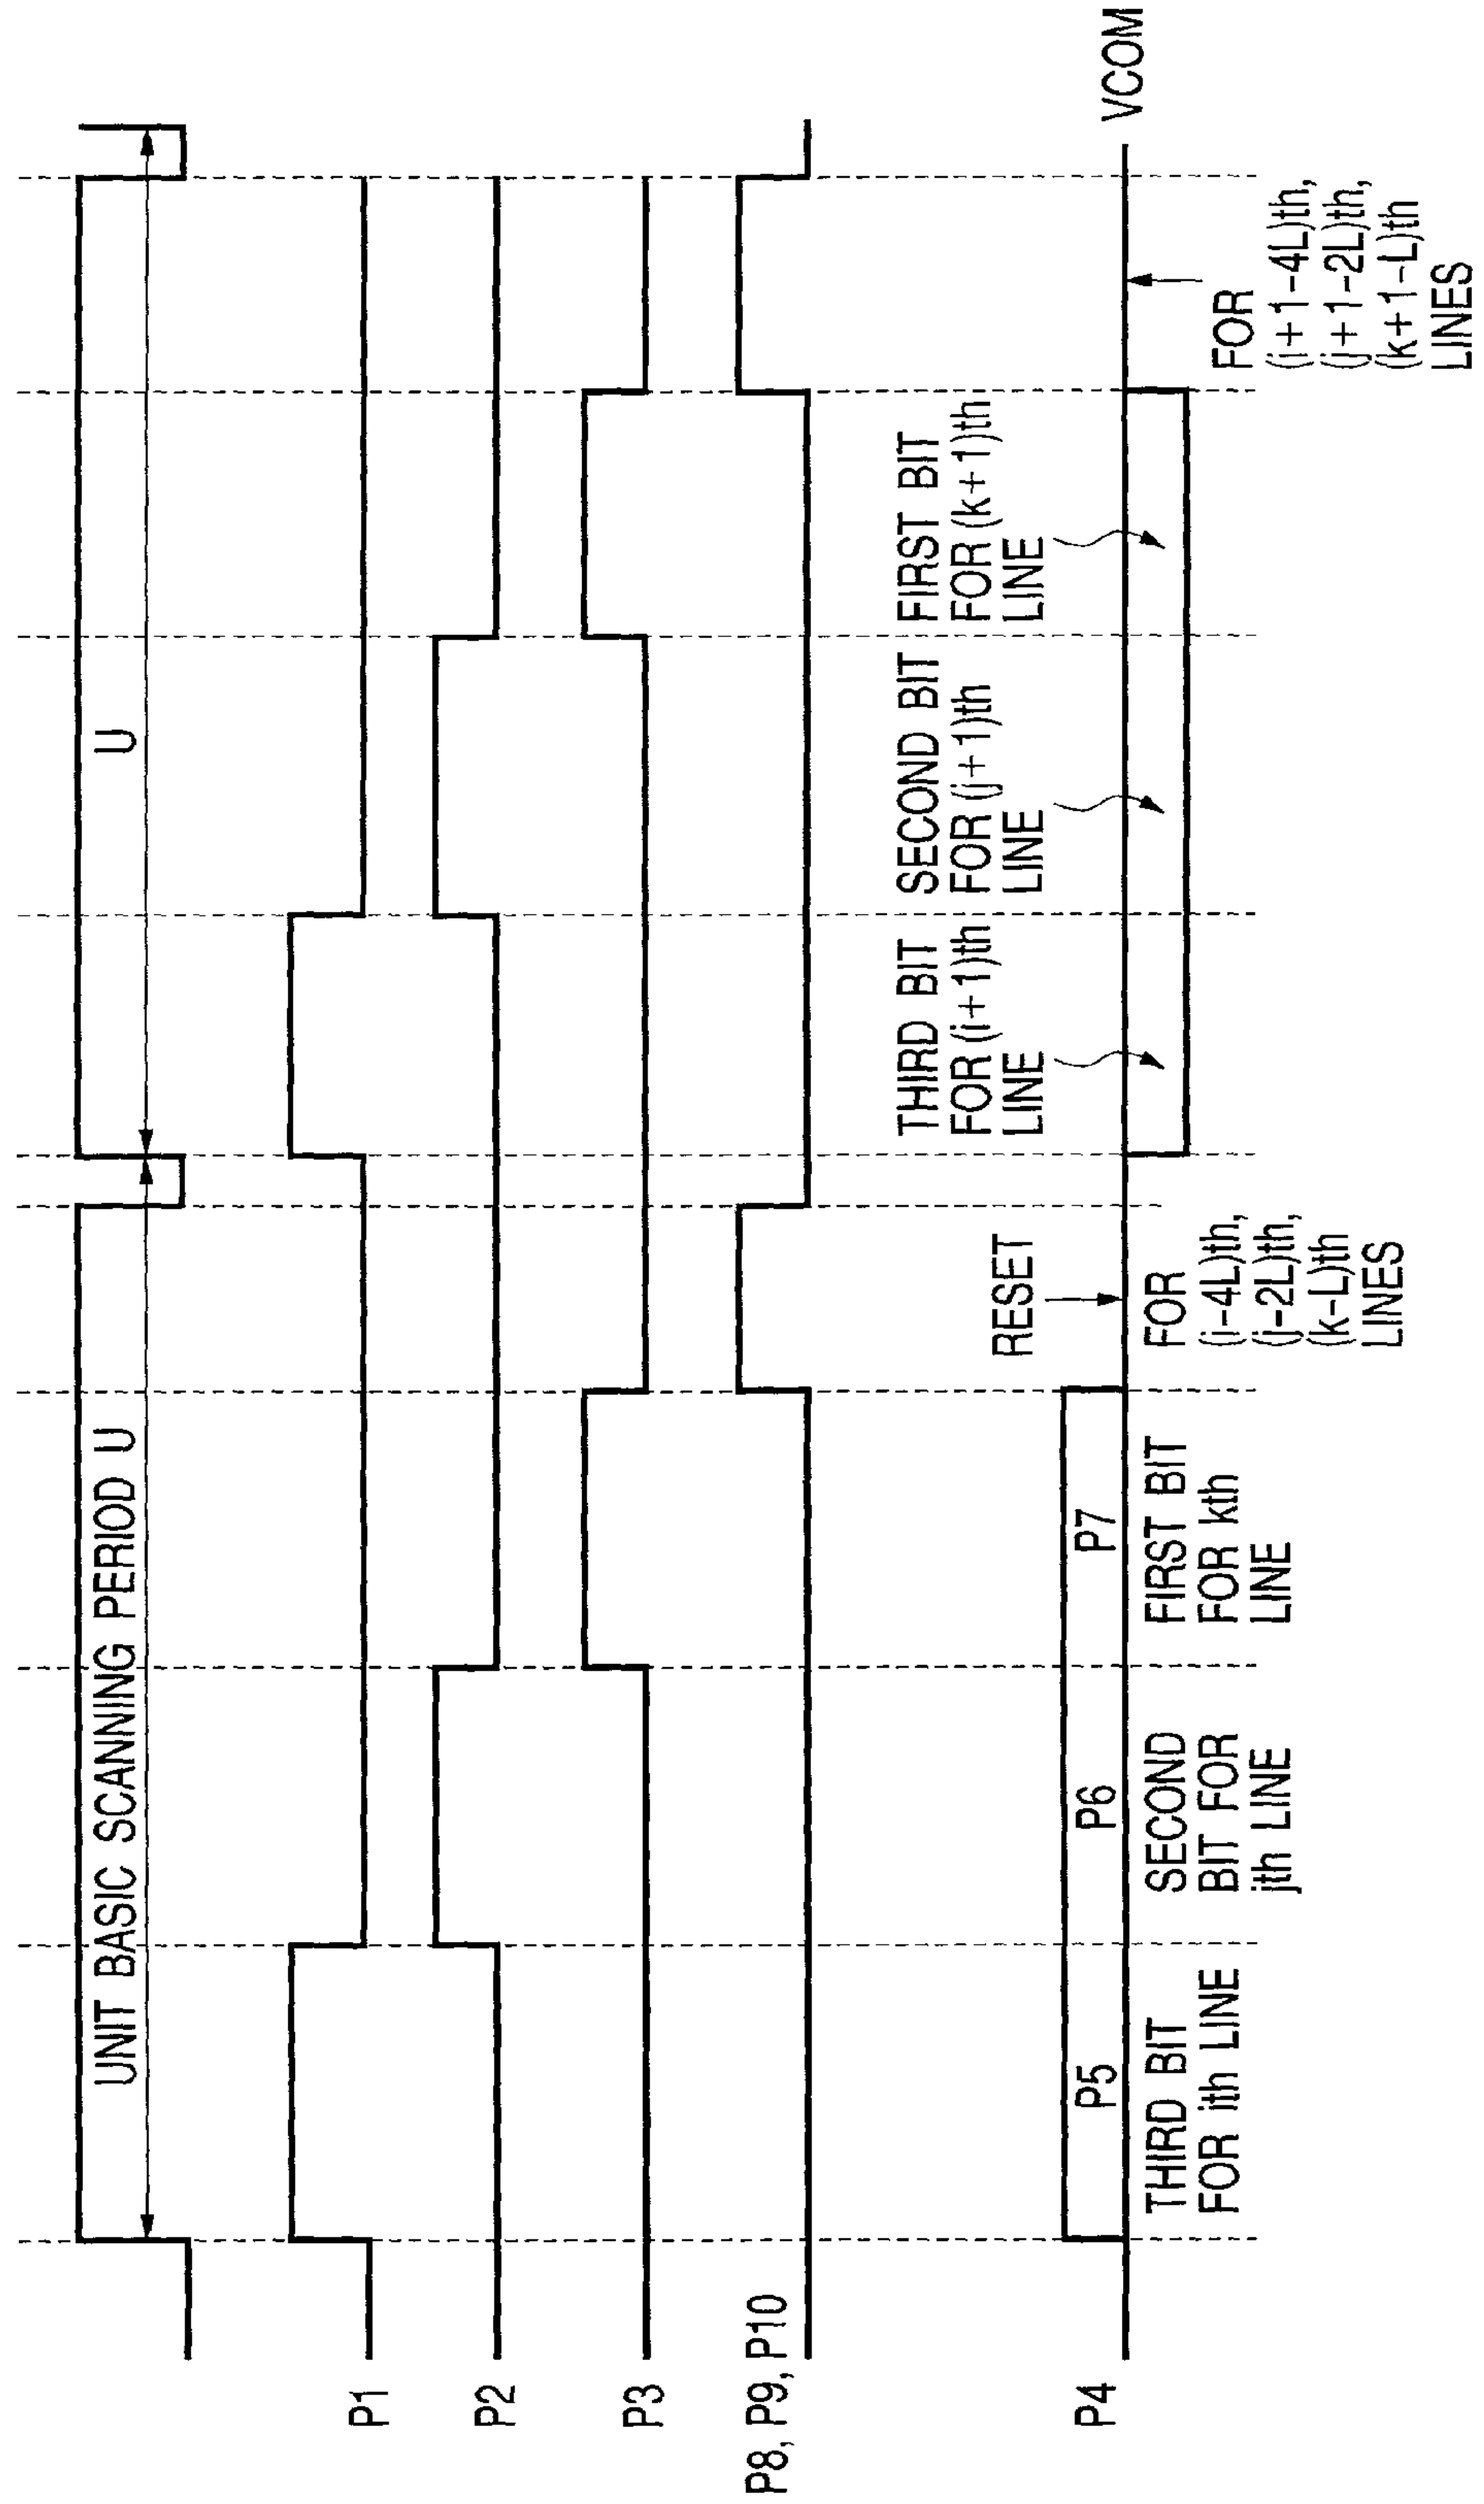 UNIT BASIC SCANNING PERIOD U
U
P1
P2
P3
P8, P9, P10
THIRD BIT
FOR (i+1)th
LINE
SECOND BIT
FOR (j+1)th
LINE
FIRST BIT
FOR (k+1)th
LINE
RESET
P4
P5
P6
P7
VCOM
THIRD BIT
FOR ith LINE
SECOND
BIT FOR
jth LINE
FIRST BIT
FOR kth
LINE
FOR
(i-4L)th,
(j-2L)th,
(k-L)th
LINES
FOR
(i+1-4L)th,
(j+1-2L)th,
(k+1-L)th
LINES